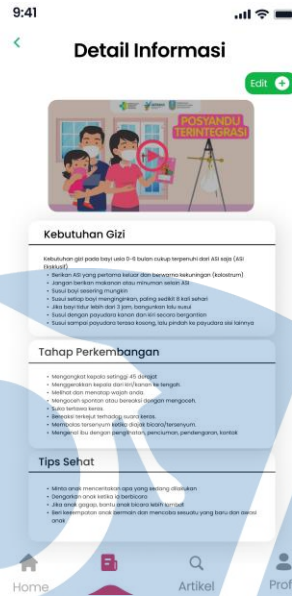 9:41
Detail Informasi
Edit
POSYANDU
TERINTEGRASI
Kebutuhan Gizi
Kebutuhan gizi pada bayi usia 0-6 bulan cukup terpenuhi dari ASI saja (ASI
Eksklusif)
• Berikan ASI yang pertama keluar dan berwarna kekuningan (kolostrum)
• Jangan berikan makanan atau minuman selain ASI
• Susui bayi sesering mungkin
• Susui setiap bayi menginginkan, paling sedikit 8 kali sehari
• Jika bayi tidur lebih dari 3 jam, bangunkan lalu susui
• Susui dengan payudara kanan dan kiri secara bergantian
• Susui sampai payudara terasa kosong, lalu pindah ke payudara sisi lainnya
Tahap Perkembangan
• Mengangkat kepala setinggi 45 derajat
• Menggerakkan kepala dari kiri/kanan ke tengah.
• Melihat dan menatap wajah anda.
• Mengoceh spontan atau bereaksi dengan mengoceh.
• Suka tertawa keras.
• Bereaksi terkejut terhadap suara keras.
• Membalas tersenyum ketika diajak bicara/tersenyum.
• Mengenal ibu dengan penglihatan, penciuman, pendengaran, kontak
Tips Sehat
• Minta anak menceritakan apa yang sedang dilakukan
• Dengarkan anak ketika ia berbicara
• Jika anak gagap, bantu anak bicara lebih lambat
• Beri kesempatan anak bermain dan mencoba sesuatu yang baru dan awasi
anak
Home
Artikel
Prof